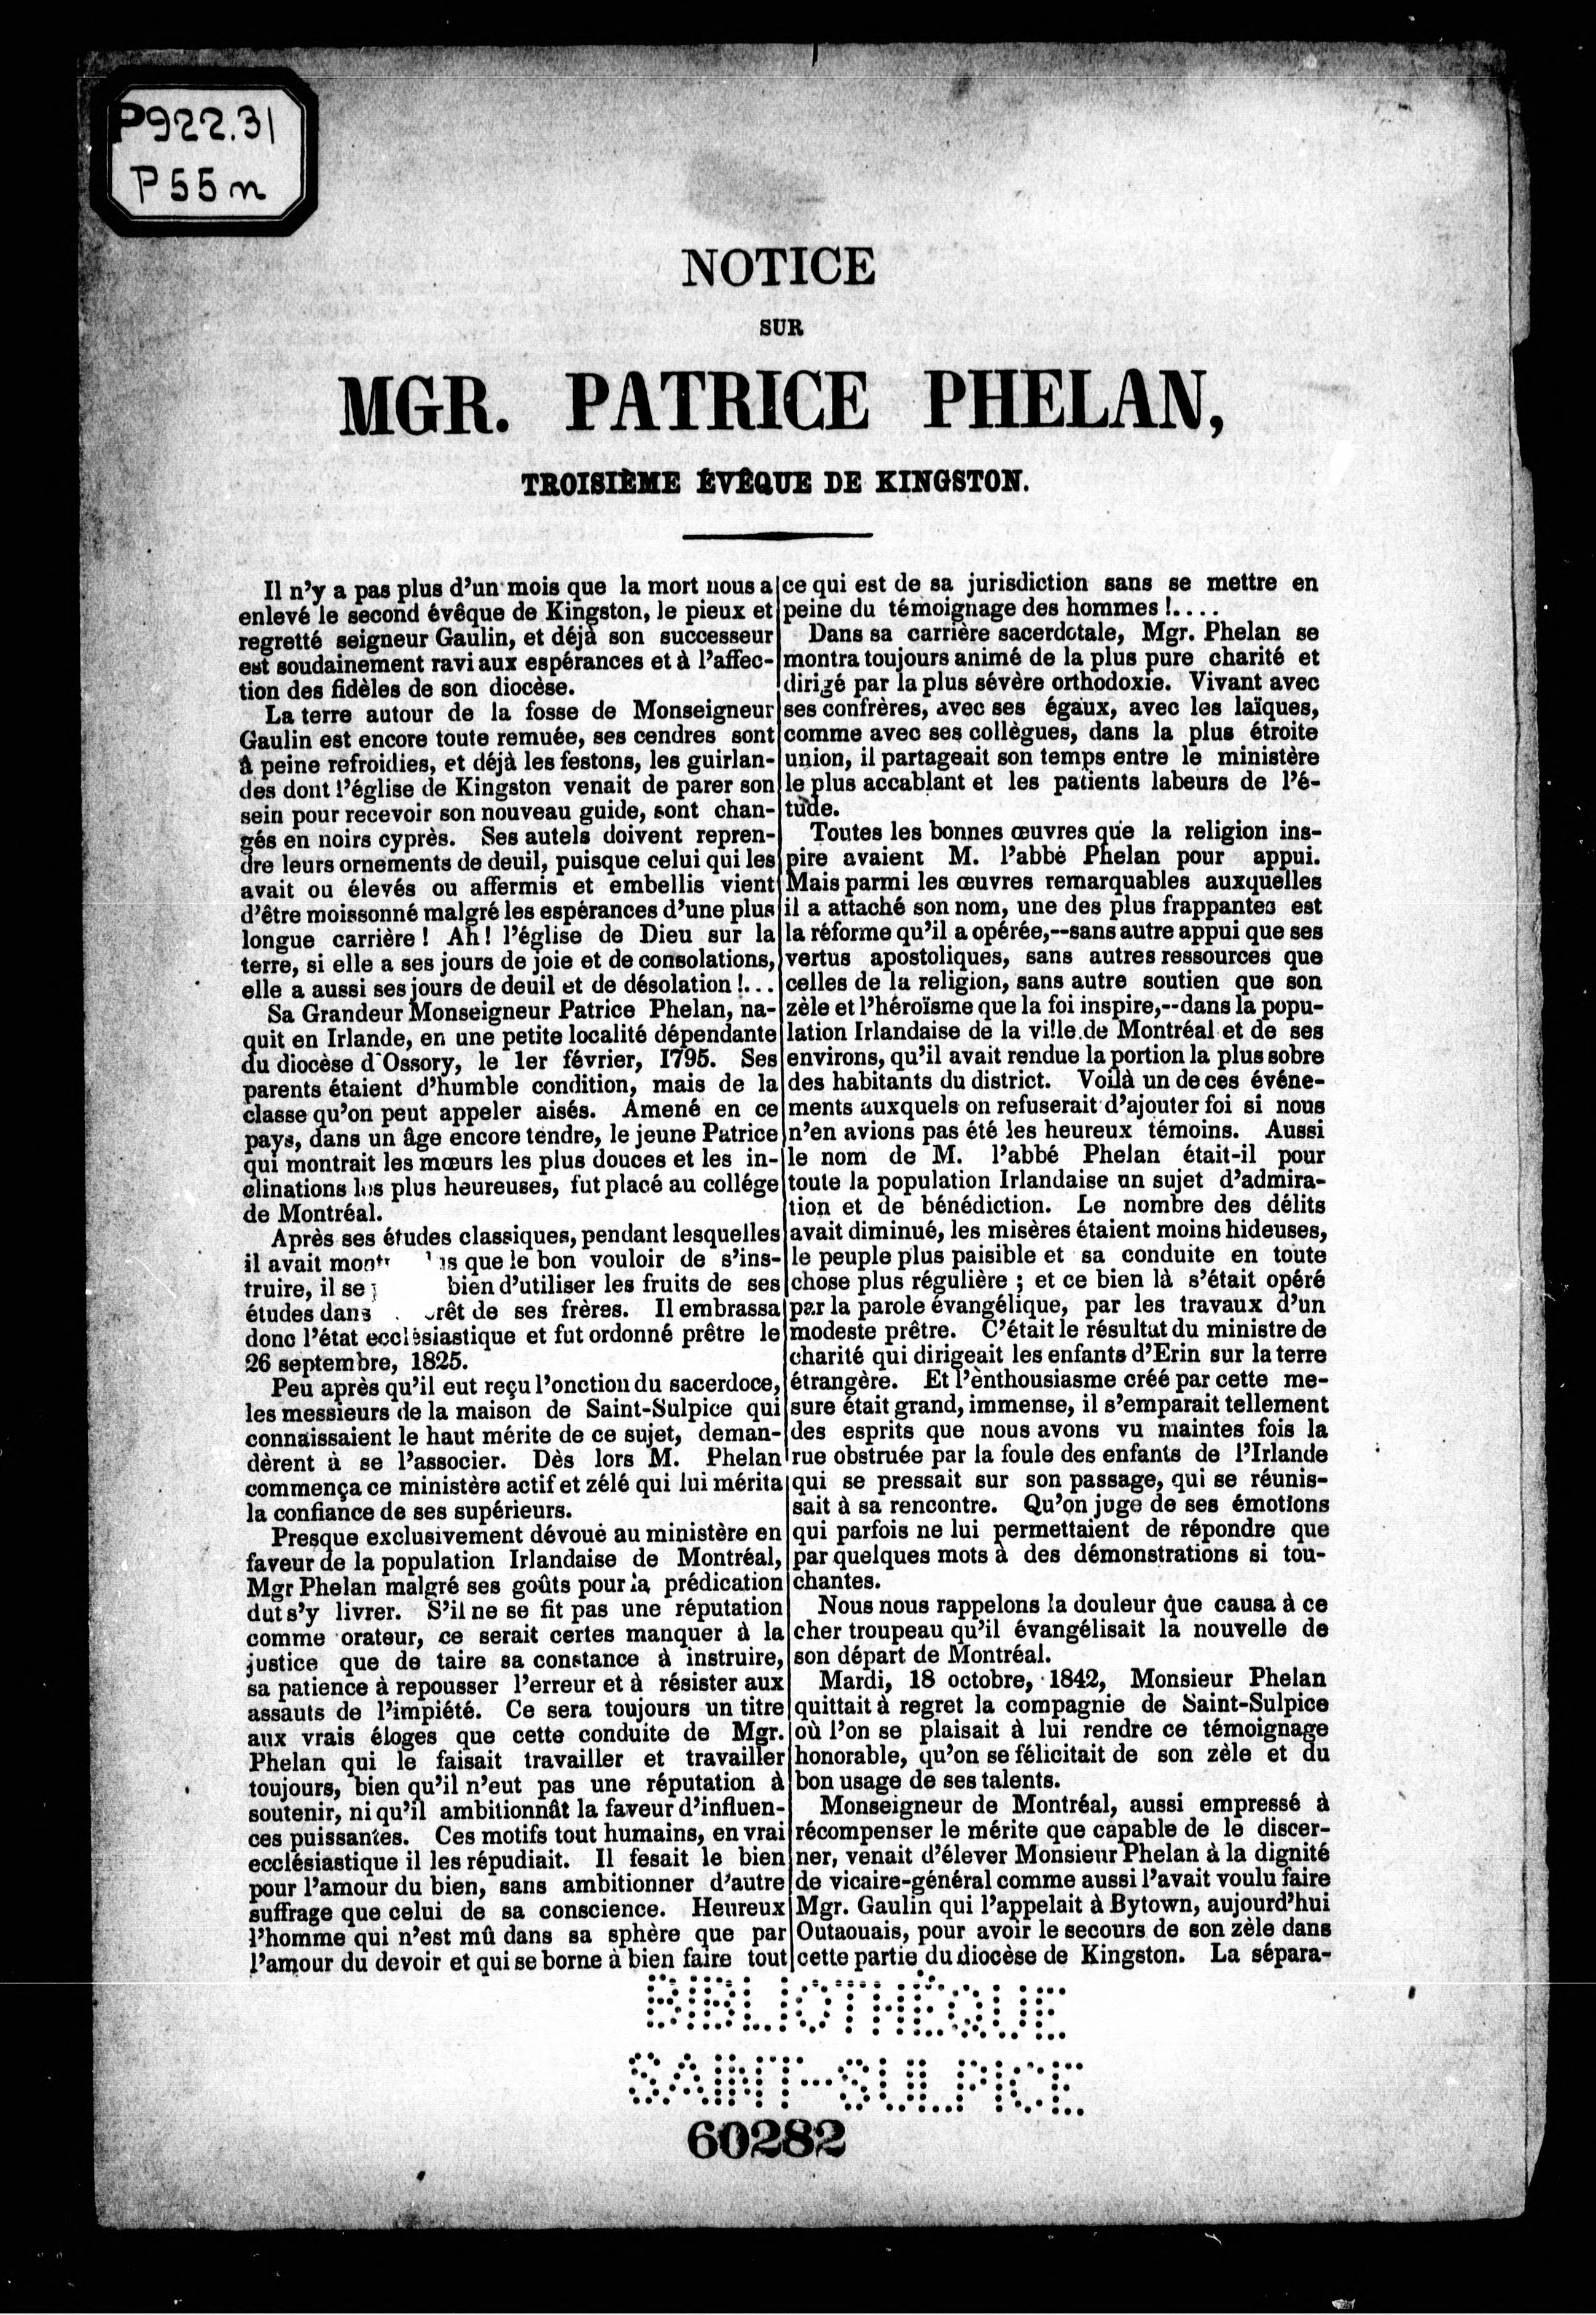 P922.31
P55m
NOTICE
SUR
MGR. PATRICE PHELAN,
TROISIÈME ÉVÊQUE DE KINGSTON.
Il n'y a pas plus d'un mois que la mort nous a
enlevé le second évêque de Kingston, le pieux et
regretté seigneur Gaulin, et déjà son successeur
est soudainement ravi aux espérances et à l'affec-
tion des fidèles de son diocèse.
La terre autour de la fosse de Monseigneur
Gaulin est encore toute remuée, ses cendres sont
à peine refroidies, et déjà les festons, les guirlan-
des dont l'église de Kingston venait de parer son
sein pour recevoir son nouveau guide, sont chan-
gés en noirs cyprès. Ses autels doivent repren-
dre leurs ornements de deuil, puisque celui qui les
avait ou élevés ou affermis et embellis vient
d'être moissonné malgré les espérances d'une plus
longue carrière ! Ah! l'église de Dieu sur la
terre, si elle a ses jours de joie et de consolations,
elle a aussi ses jours de deuil et de désolation !...
Sa Grandeur Monseigneur Patrice Phelan, na-
quit en Irlande, en une petite localité dépendante
du diocèse d'Ossory, le 1er février, 1795. Ses
parents étaient d'humble condition, mais de la
classe qu'on peut appeler aisés. Amené en ce
pays, dans un âge encore tendre, le jeune Patrice
qui montrait les mœurs les plus douces et les in-
clinations les plus heureuses, fut placé au collége
de Montréal.
Après ses études classiques, pendant lesquelles
il avait que le bon vouloir de s'ins-
truire, il se bien d'utiliser les fruits de ses
études dans de ses frères. Il embrassa
donc l'état ecclésiastique et fut ordonné prêtre le
26 septembre, 1825.
Peu après qu'il eut reçu l'onction du sacerdoce,
les messieurs de la maison de Saint-Sulpice qui
connaissaient le haut mérite de ce sujet, deman-
dèrent à se l'associer. Dès lors M. Phelan
commença ce ministère actif et zélé qui lui mérita
la confiance de ses supérieurs.
Presque exclusivement dévoué au ministère en
faveur de la population Irlandaise de Montréal,
Mgr Phelan malgré ses goûts pour la prédication
dut s'y livrer. S'il ne se fit pas une réputation
comme orateur, ce serait certes manquer à la
justice que de taire sa constance à instruire,
sa patience à repousser l'erreur et à résister aux
assauts de l'impiété. Ce sera toujours un titre
aux vrais éloges que cette conduite de Mgr.
Phelan qui le faisait travailler et travailler
toujours, bien qu'il n'eut pas une réputation à
soutenir, ni qu'il ambitionnât la faveur d'influen-
ces puissantes. Ces motifs tout humains, en vrai
ecclésiastique il les répudiait. Il fesait le bien
pour l'amour du bien, sans ambitionner d'autre
suffrage que celui de sa conscience. Heureux
l'homme qui n'est mû dans sa sphère que par
l'amour du devoir et qui se borne à bien faire tout
ce qui est de sa jurisdiction sans se mettre en
peine du témoignage des hommes !....
Dans sa carrière sacerdotale, Mgr. Phelan se
montra toujours animé de la plus pure charité et
dirigé par la plus sévère orthodoxie. Vivant avec
ses confrères, avec ses égaux, avec les laïques,
comme avec ses collègues, dans la plus étroite
union, il partageait son temps entre le ministère
le plus accablant et les patients labeurs de l'é-
tude.
Toutes les bonnes œuvres que la religion ins-
pire avaient M. l'abbé Phelan pour appui.
Mais parmi les œuvres remarquables auxquelles
il a attaché son nom, une des plus frappantes est
la réforme qu'il a opérée,--sans autre appui que ses
vertus apostoliques, sans autres ressources que
celles de la religion, sans autre soutien que son
zèle et l'héroïsme que la foi inspire,--dans la popu-
lation Irlandaise de la ville de Montréal et de ses
environs, qu'il avait rendue la portion la plus sobre
des habitants du district. Voilà un de ces événe-
ments auxquels on refuserait d'ajouter foi si nous
n'en avions pas été les heureux témoins. Aussi
le nom de M. l'abbé Phelan était-il pour
toute la population Irlandaise un sujet d'admira-
tion et de bénédiction. Le nombre des délits
avait diminué, les misères étaient moins hideuses,
le peuple plus paisible et sa conduite en toute
chose plus régulière ; et ce bien là s'était opéré
par la parole évangélique, par les travaux d'un
modeste prêtre. C'était le résultat du ministre de
charité qui dirigeait les enfants d'Erin sur la terre
étrangère. Et l'ènthousiasme créé par cette me-
sure était grand, immense, il s'emparait tellement
des esprits que nous avons vu maintes fois la
rue obstruée par la foule des enfants de l'Irlande
qui se pressait sur son passage, qui se réunis-
sait à sa rencontre. Qu'on juge de ses émotions
qui parfois ne lui permettaient de répondre que
par quelques mots à des démonstrations si tou-
chantes.
Nous nous rappelons la douleur que causa à ce
cher troupeau qu'il évangélisait la nouvelle de
son départ de Montréal.
Mardi, 18 octobre, 1842, Monsieur Phelan
quittait à regret la compagnie de Saint-Sulpice
où l'on se plaisait à lui rendre ce témoignage
honorable, qu'on se félicitait de son zèle et du
bon usage de ses talents.
Monseigneur de Montréal, aussi empressé à
récompenser le mérite que capable de le discer-
ner, venait d'élever Monsieur Phelan à la dignité
de vicaire-général comme aussi l'avait voulu faire
Mgr. Gaulin qui l'appelait à Bytown, aujourd'hui
Outaouais, pour avoir le secours de son zèle dans
cette partie du diocèse de Kingston. La sépara-
BIBLIOTHÈQUE
SAINT-SULPICE
60282